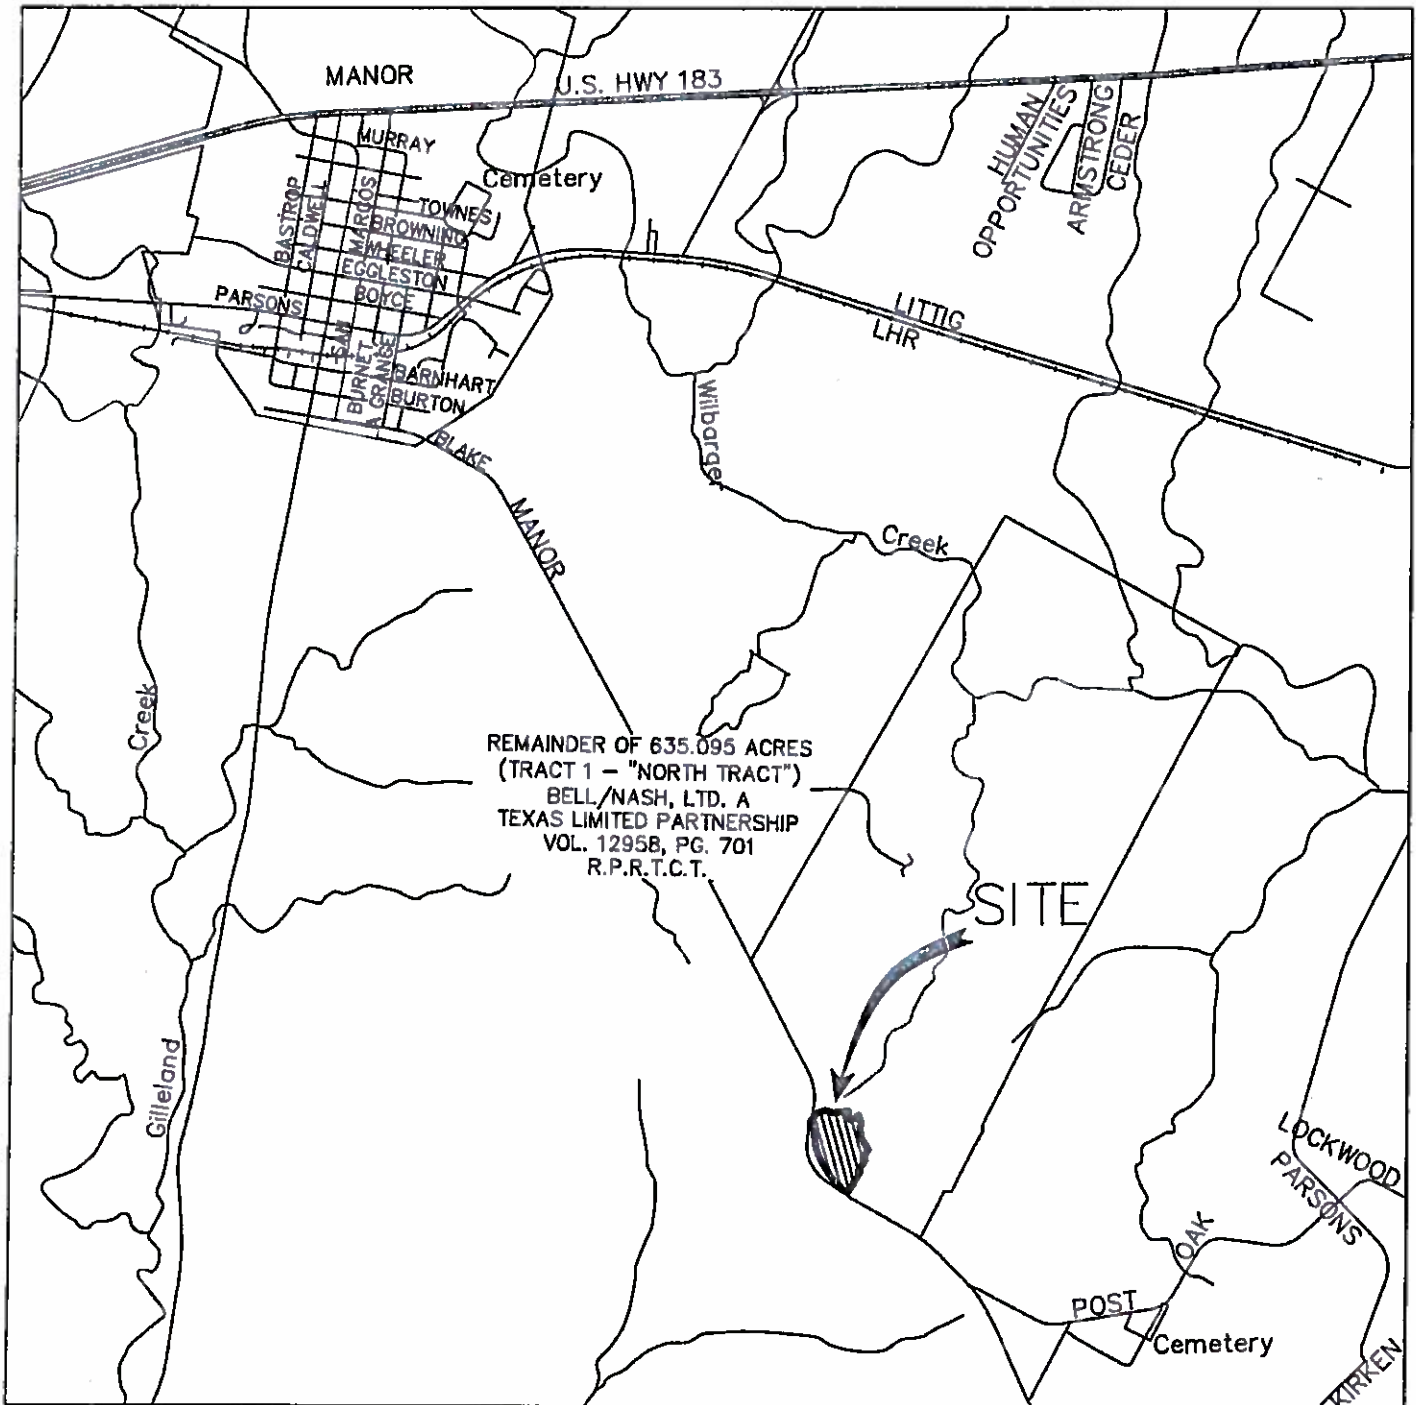 MANOR
U.S. HWY 183
MURRAY
Cemetery
TOWNES
BROWNING
WHEELER
EGGLESTON
BOYCE
BASTROP
CALDWELL
MARCOS
SAN
PARSONS
BURNET
LA GRANGE
BARNHART
BURTON
BLAKE
MANOR
HUMAN
OPPORTUNITIES
ARMSTRONG
CEDER
LITTIG
LHR
Wilbarger
Creek
Creek
REMAINDER OF 635.095 ACRES
(TRACT 1 – "NORTH TRACT")
BELL/NASH, LTD. A
TEXAS LIMITED PARTNERSHIP
VOL. 12958, PG. 701
R.P.R.T.C.T.
SITE
Gilleland
LOCKWOOD
PARSONS
OAK
POST
Cemetery
KIRKEN